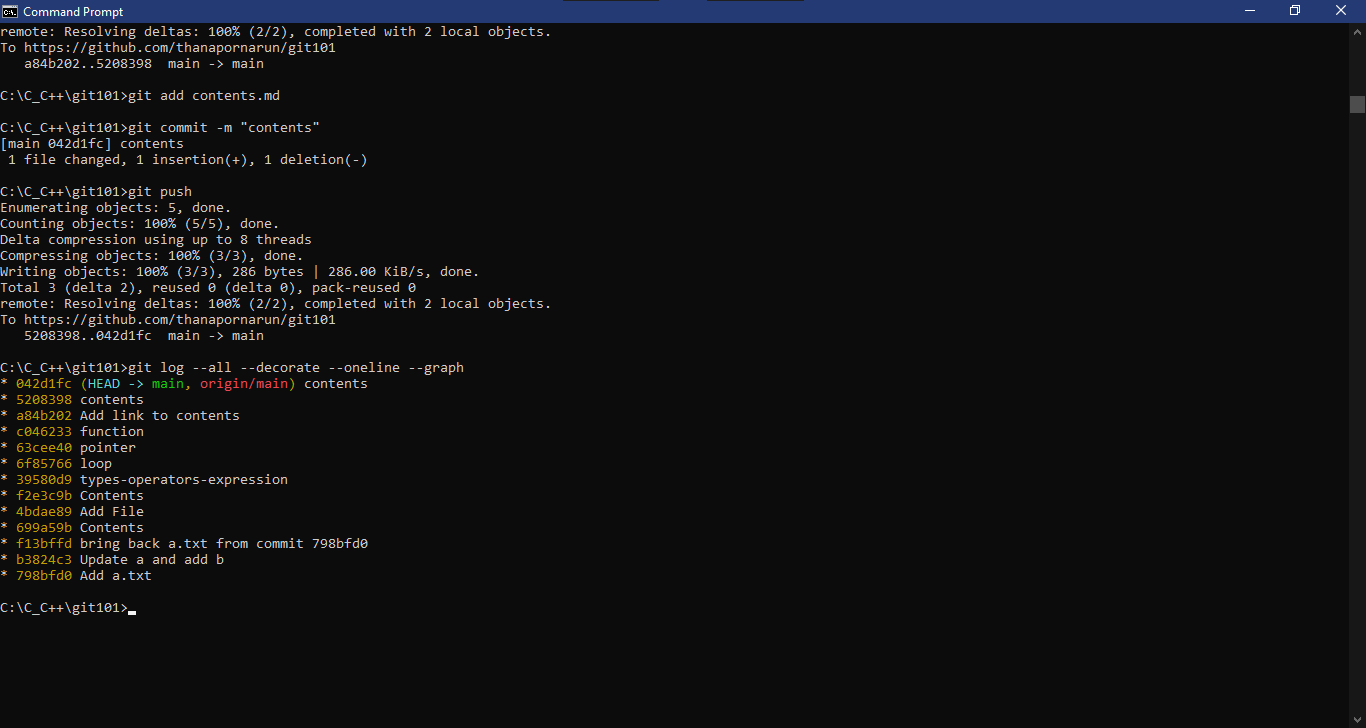 Command Prompt
remote: Resolving deltas: 100% (2/2), completed with 2 local objects.
To https://github.com/thanapornarun/git101
   a84b202..5208398  main -> main
C:\C_C++\git101>git add contents.md
C:\C_C++\git101>git commit -m "contents"
[main 042d1fc] contents
 1 file changed, 1 insertion(+), 1 deletion(-)
C:\C_C++\git101>git push
Enumerating objects: 5, done.
Counting objects: 100% (5/5), done.
Delta compression using up to 8 threads
Compressing objects: 100% (3/3), done.
Writing objects: 100% (3/3), 286 bytes | 286.00 KiB/s, done.
Total 3 (delta 2), reused 0 (delta 0), pack-reused 0
remote: Resolving deltas: 100% (2/2), completed with 2 local objects.
To https://github.com/thanapornarun/git101
   5208398..042d1fc  main -> main
C:\C_C++\git101>git log --all --decorate --oneline --graph
* 042d1fc (HEAD -> main, origin/main) contents
* 5208398 contents
* a84b202 Add link to contents
* c046233 function
* 63cee40 pointer
* 6f85766 loop
* 39580d9 types-operators-expression
* f2e3c9b Contents
* 4bdae89 Add File
* 699a59b Contents
* f13bffd bring back a.txt from commit 798bfd0
* b3824c3 Update a and add b
* 798bfd0 Add a.txt
C:\C_C++\git101>